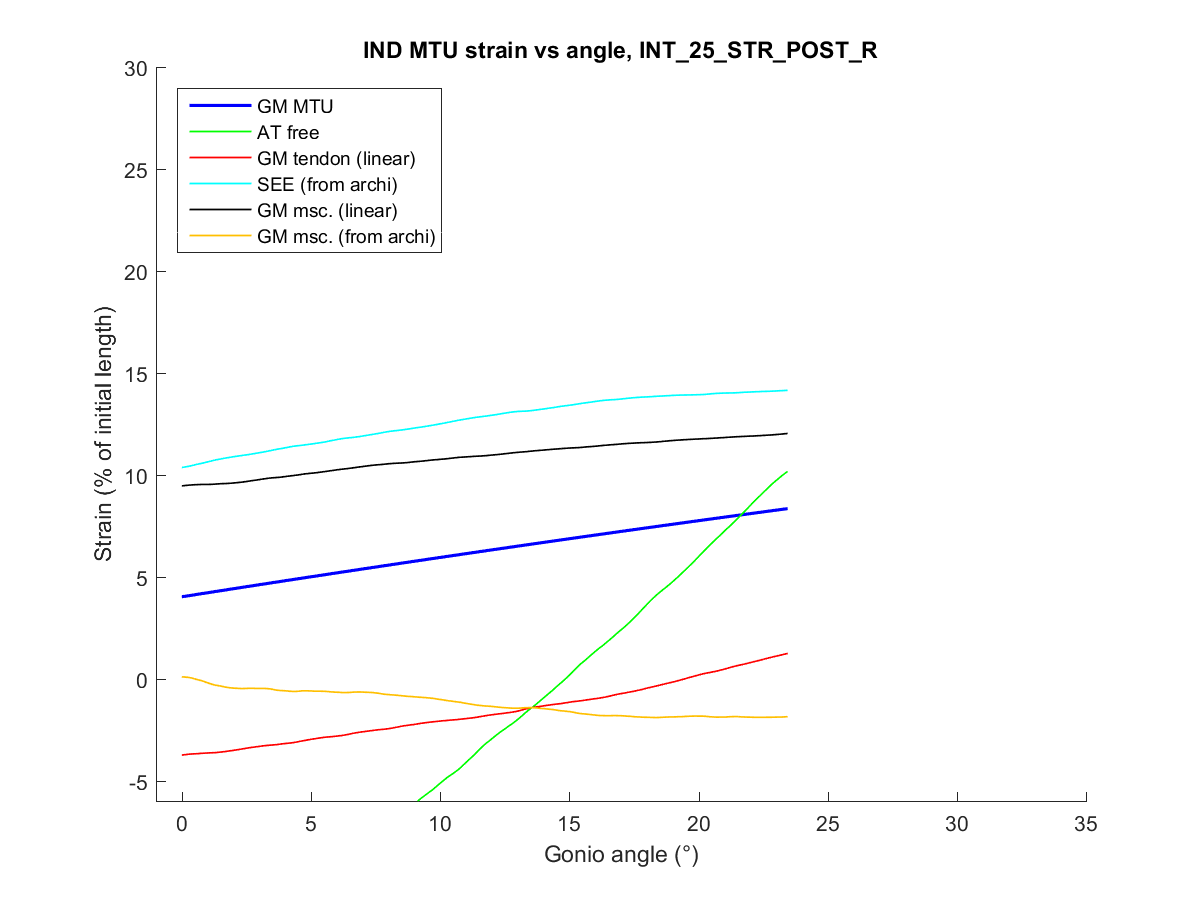 IND MTU strain vs angle, INT_25_STR_POST_R
30
25
20
15
10
5
0
-5
Strain (% of initial length)
GM MTU
AT free
GM tendon (linear)
SEE (from archi)
GM msc. (linear)
GM msc. (from archi)
0 5 10 15 20 25 30 35
Gonio angle (°)